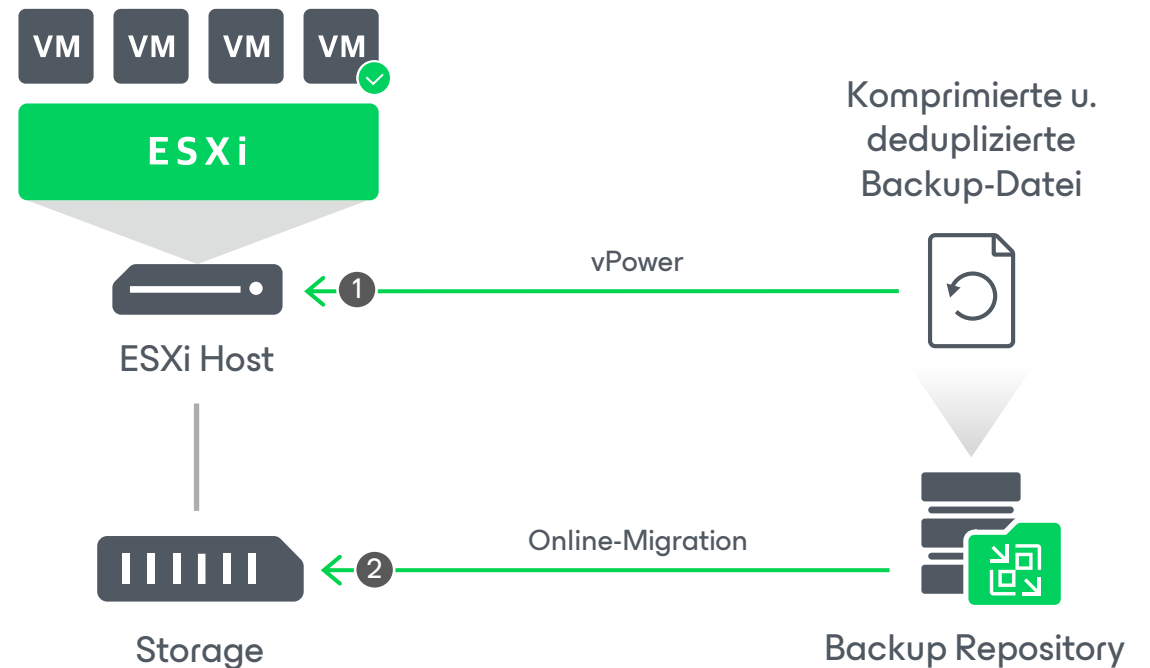 VM VM VM VM
ESXi
Komprimierte u.
deduplizierte
Backup-Datei
vPower
1
ESXi Host
Online-Migration
2
Storage
Backup Repository